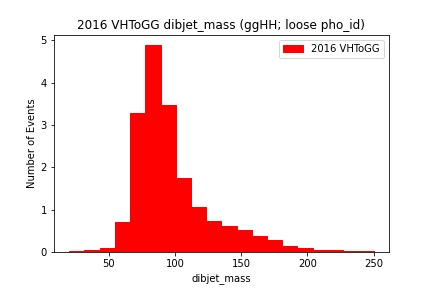 2016 VHToGG dibjet_mass (ggHH; loose pho_id)
2016 VHToGG
Number of Events
5
4
3
2
1
0
50
100
150
200
250
dibjet_mass